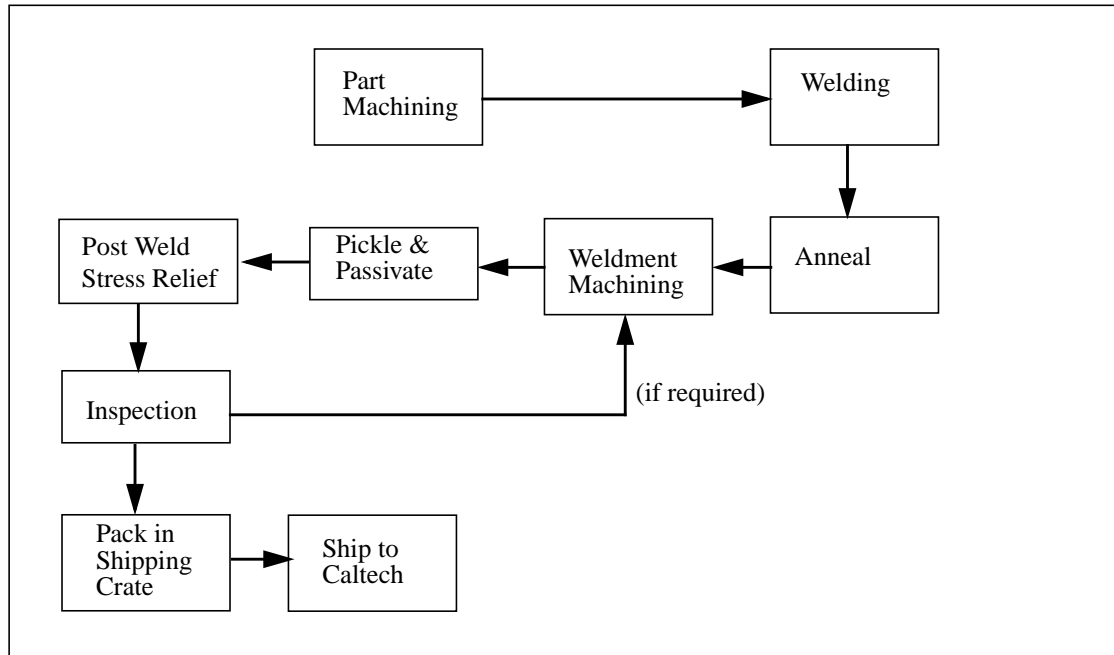 Part
Machining
Welding
Post Weld
Stress Relief
Pickle &
Passivate
Weldment
Machining
Anneal
Inspection
(if required)
Pack in
Shipping
Crate
Ship to
Caltech